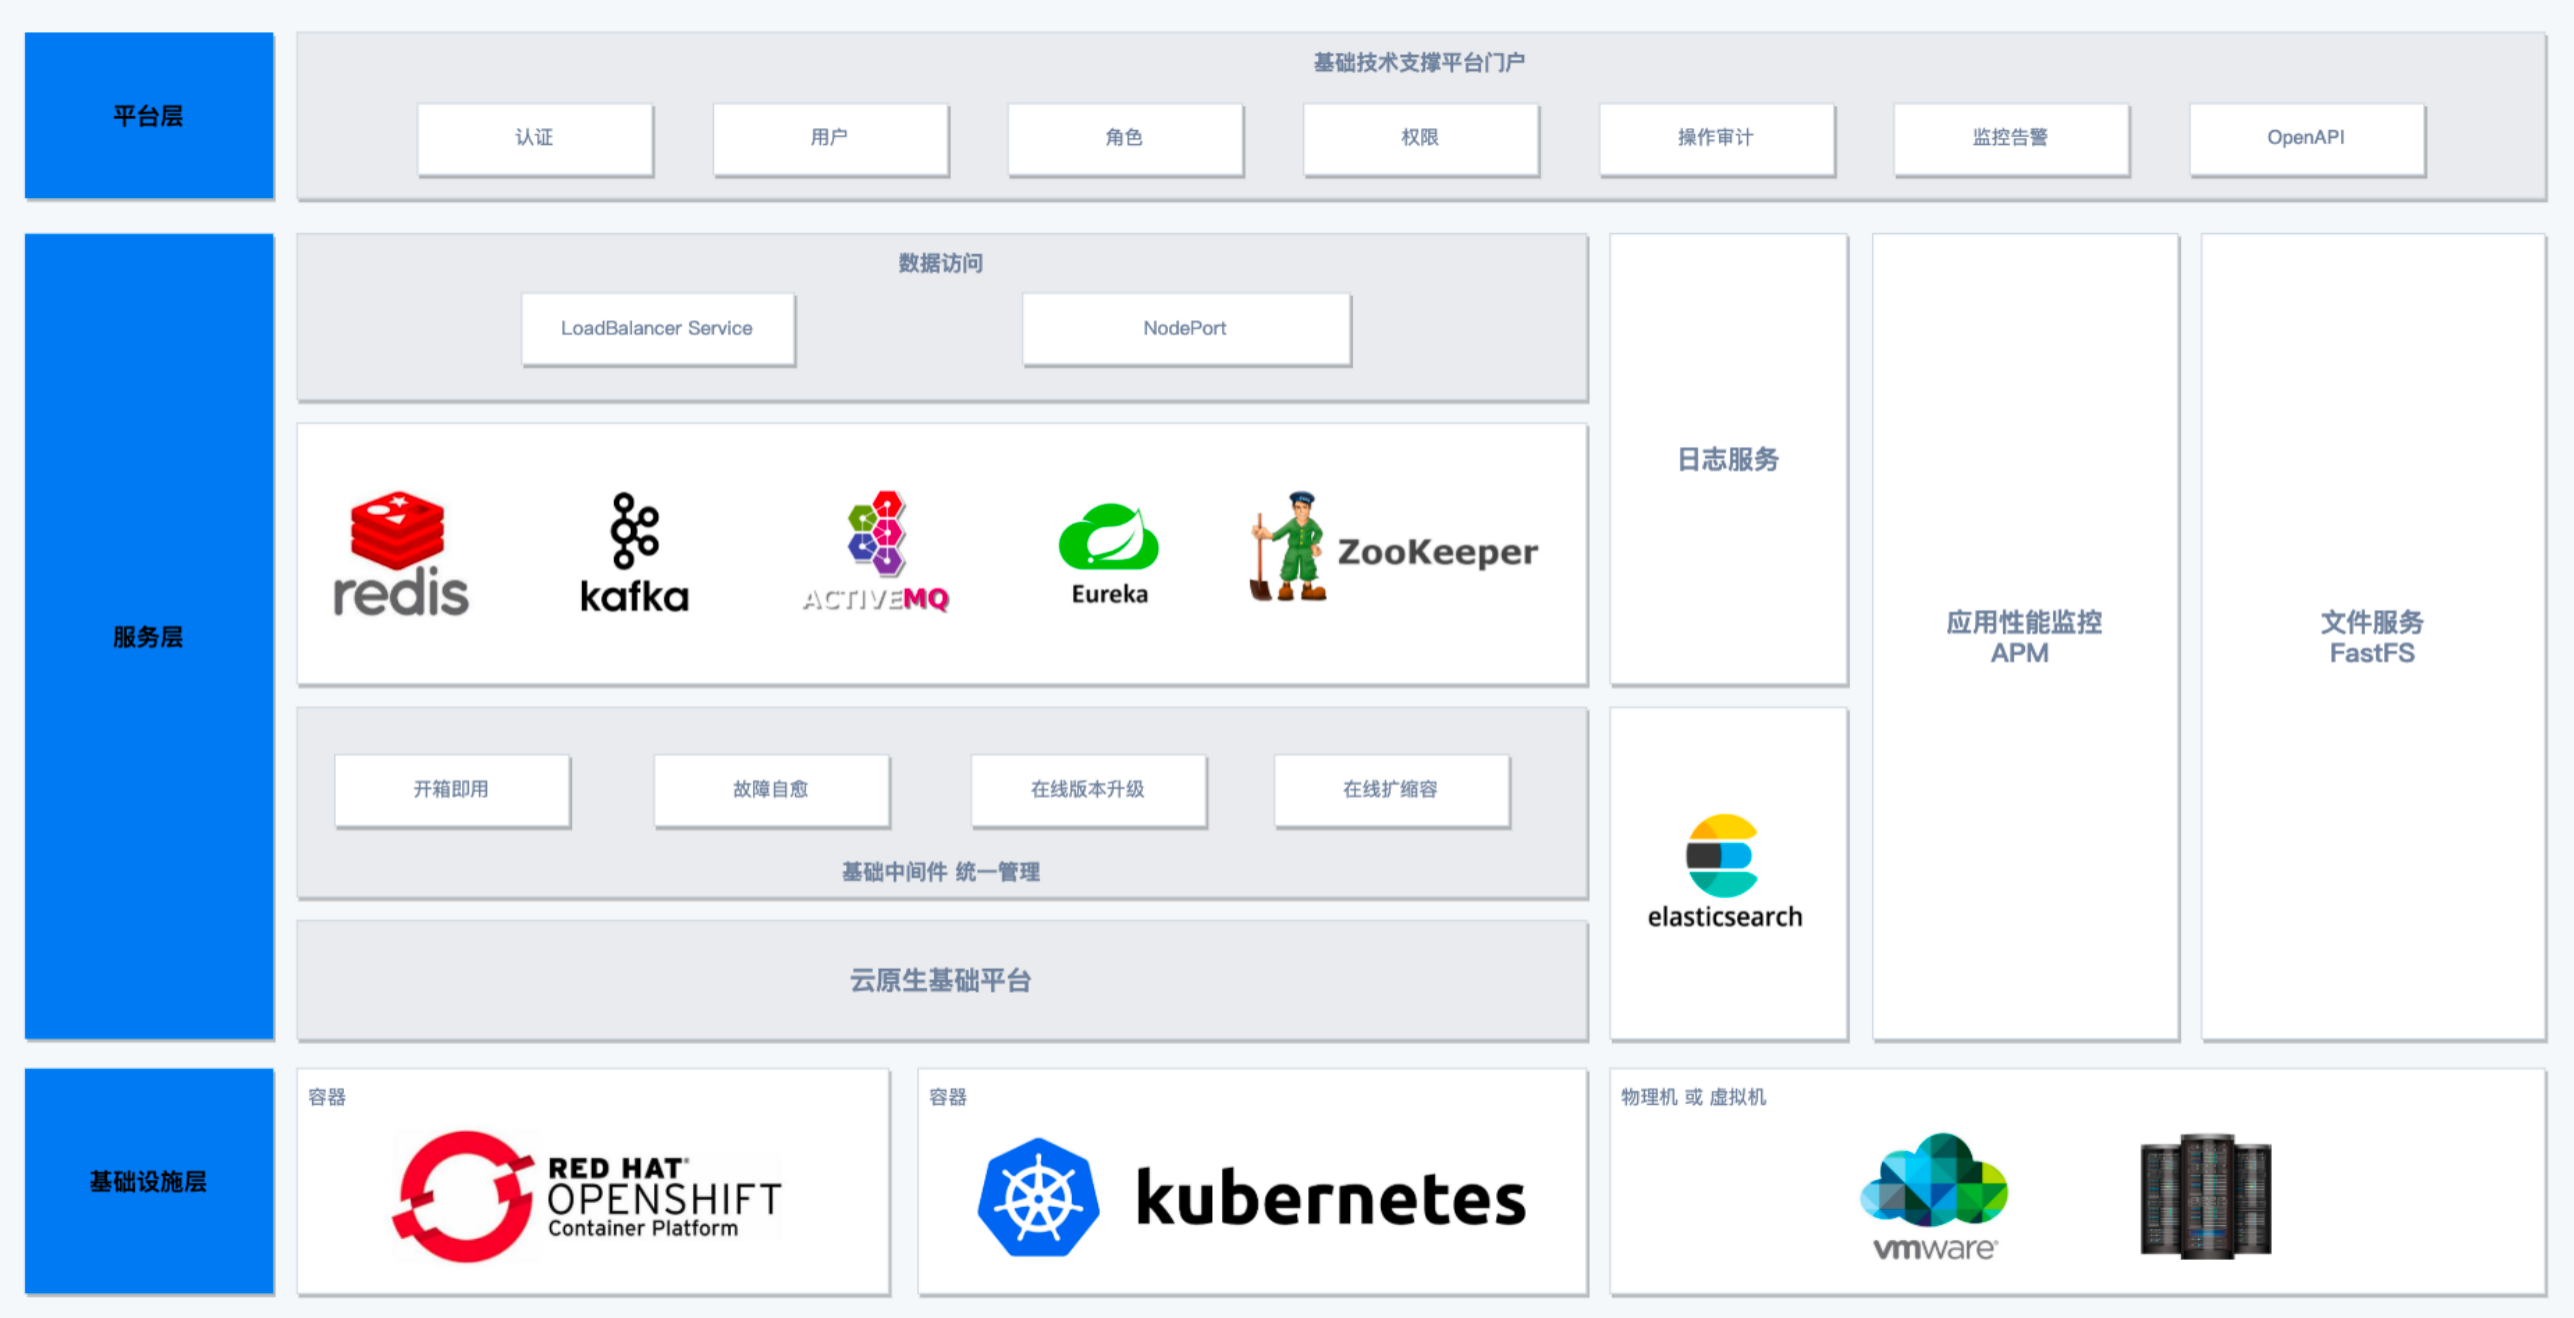 平台层
基础技术支撑平台门户
认证
用户
角色
权限
操作审计
监控告警
OpenAPI
服务层
数据访问
LoadBalancer Service
NodePort
redis
kafka
ACTIVEMQ
Eureka
ZooKeeper
开箱即用
故障自愈
在线版本升级
在线扩缩容
基础中间件 统一管理
云原生基础平台
日志服务
elasticsearch
应用性能监控
APM
文件服务
FastFS
基础设施层
容器
RED HAT®
OPENSHIFT
Container Platform
容器
kubernetes
物理机 或 虚拟机
vmware®